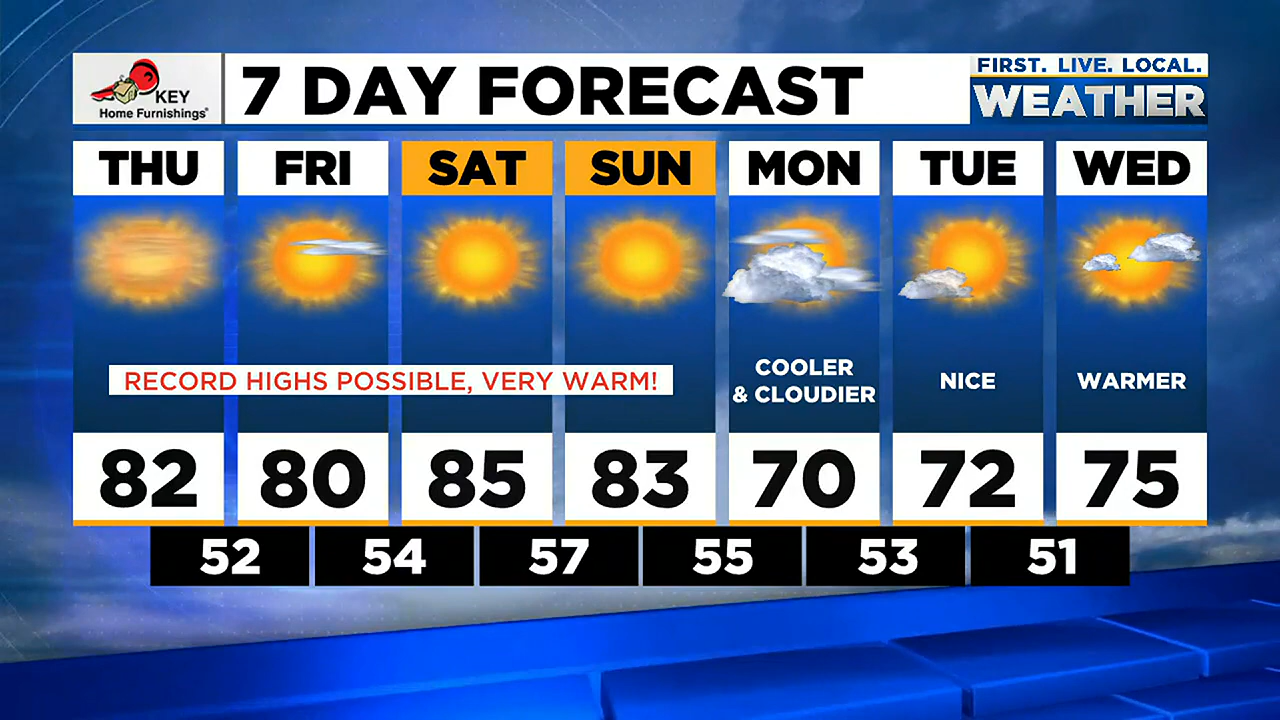 KEY
Home Furnishings®
7 DAY FORECAST
FIRST. LIVE. LOCAL.
WEATHER
THU FRI SAT SUN MON TUE WED
RECORD HIGHS POSSIBLE, VERY WARM!
COOLER
& CLOUDIER
NICE
WARMER
82 80 85 83 70 72 75
52 54 57 55 53 51